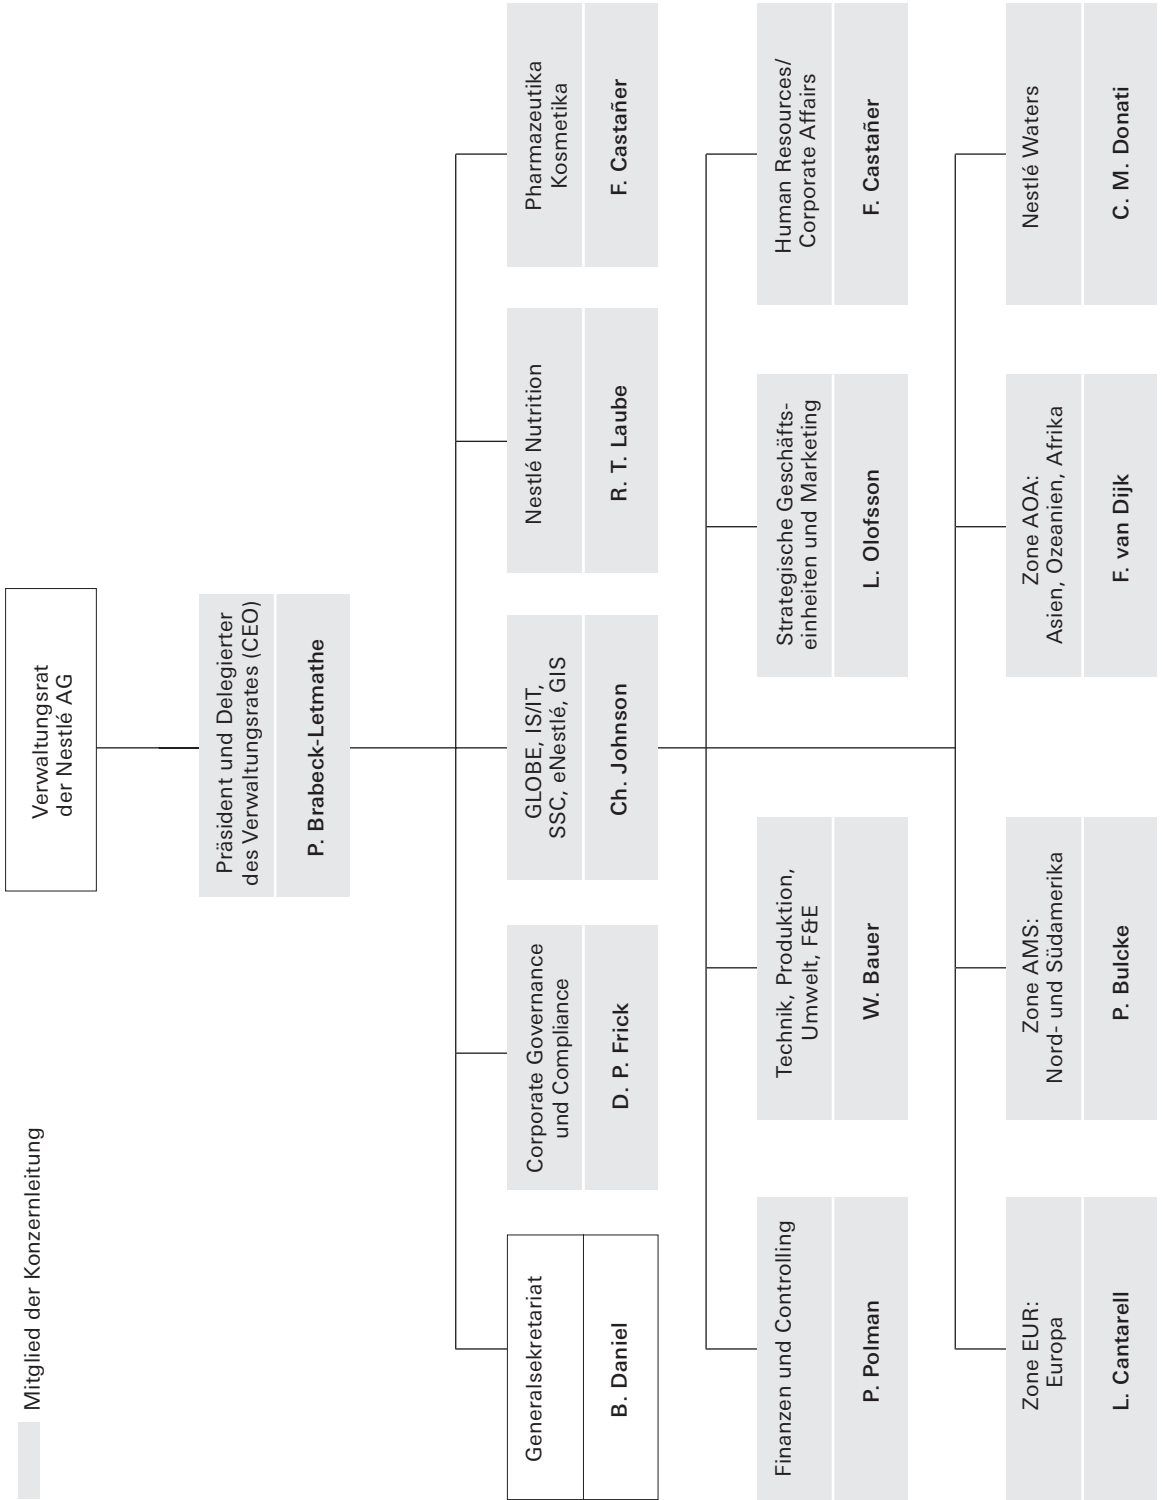 Mitglied der Konzernleitung
Verwaltungsrat
der Nestlé AG
Präsident und Delegierter
des Verwaltungsrates (CEO)
P. Brabeck-Letmathe
Generalsekretariat
B. Daniel
Corporate Governance
und Compliance
D. P. Frick
GLOBE, IS/IT,
SSC, eNestlé, GIS
Ch. Johnson
Nestlé Nutrition
R. T. Laube
Pharmazeutika
Kosmetika
F. Castañer
Finanzen und Controlling
P. Polman
Technik, Produktion,
Umwelt, F&E
W. Bauer
Strategische Geschäfts-
einheiten und Marketing
L. Olofsson
Human Resources/
Corporate Affairs
F. Castañer
Zone EUR:
Europa
L. Cantarell
Zone AMS:
Nord- und Südamerika
P. Bulcke
Zone AOA:
Asien, Ozeanien, Afrika
F. van Dijk
Nestlé Waters
C. M. Donati